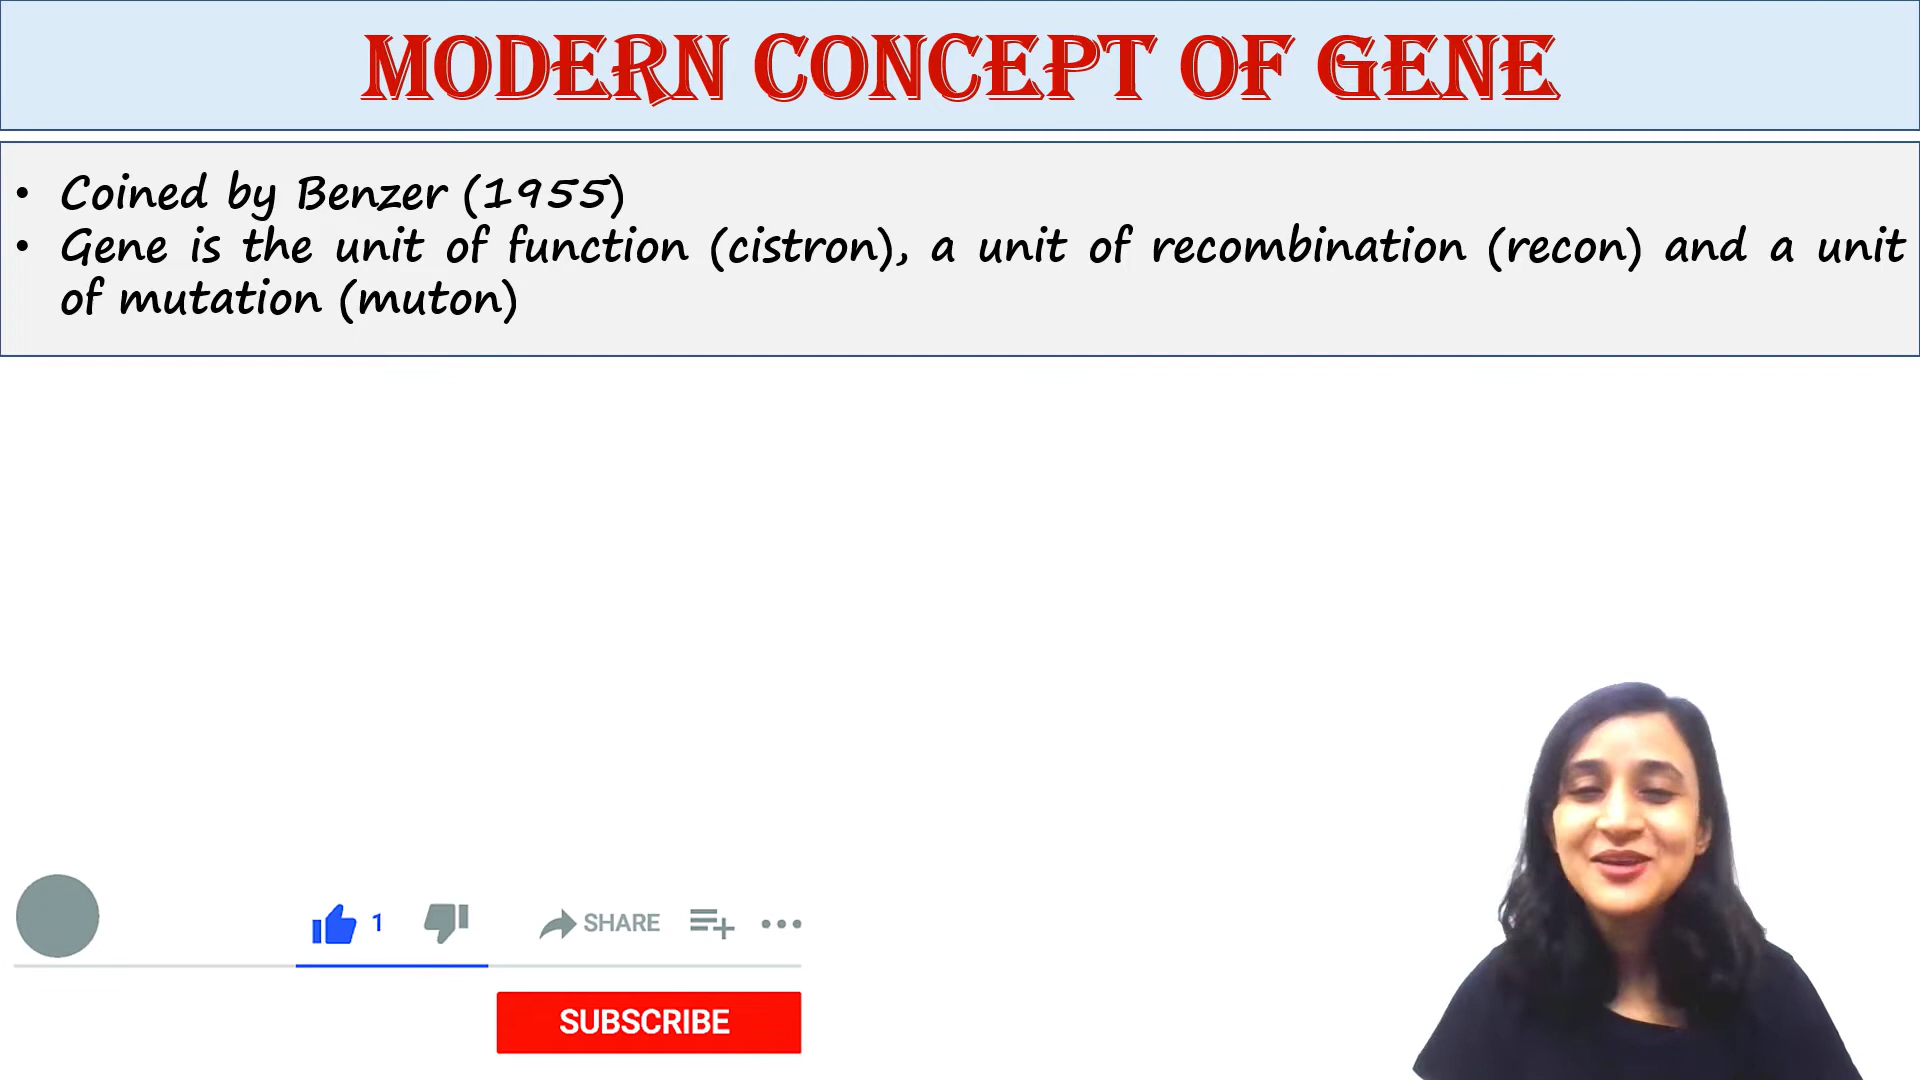 MODERN CONCEPT OF GENE
• Coined by Benzer (1955)
• Gene is the unit of function (cistron), a unit of recombination (recon) and a unit
of mutation (muton)
1 SHARE
SUBSCRIBE